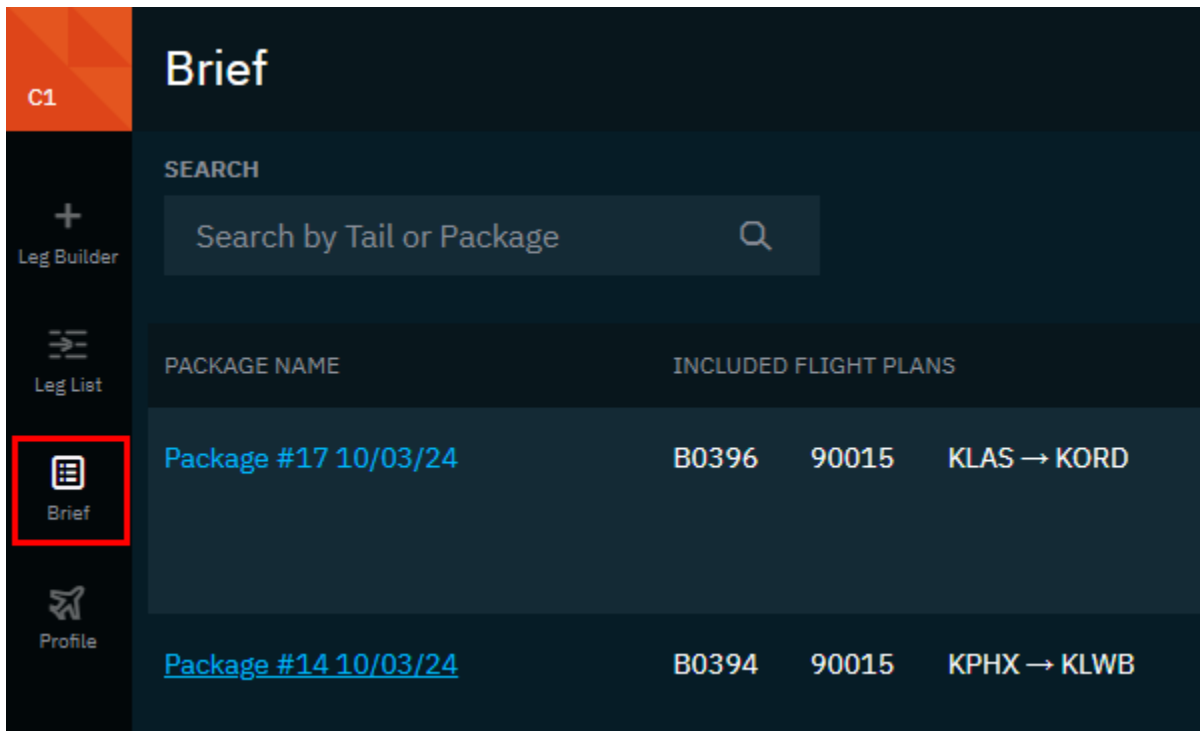 C1
Brief
SEARCH
Search by Tail or Package
Leg Builder
Leg List
Brief
Profile
PACKAGE NAME INCLUDED FLIGHT PLANS
Package #17 10/03/24 B0396 90015 KLAS → KORD
Package #14 10/03/24 B0394 90015 KPHX → KLWB